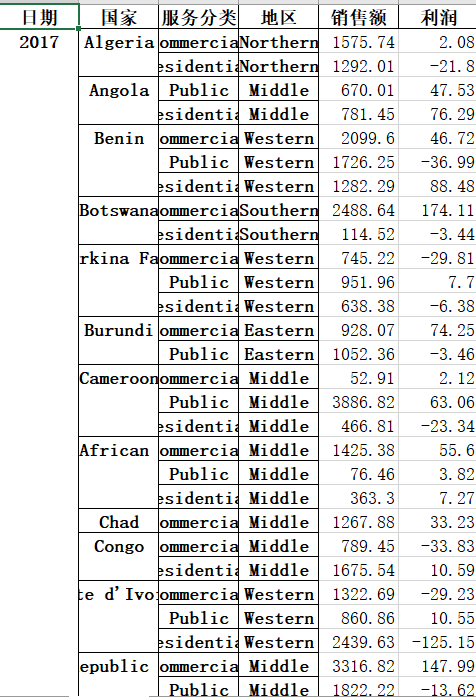 日期 国家 服务分类 地区 销售额 利润
2017 Algeria ommercia Northern 1575.74 2.08
esidentia Northern 1292.01 -21.8
Angola Public Middle 670.01 47.53
esidentia Middle 781.45 76.29
Benin ommercia Western 2099.6 46.72
Public Western 1726.25 -36.99
esidentia Western 1282.29 88.48
Botswana ommercia Southern 2488.64 174.11
esidentia Southern 114.52 -3.44
rkina Fa ommercia Western 745.22 -29.81
Public Western 951.96 7.7
esidentia Western 638.38 -6.38
Burundi ommercia Eastern 928.07 74.25
Public Eastern 1052.36 -3.46
Cameroon ommercia Middle 52.91 2.12
Public Middle 3886.82 63.06
esidentia Middle 466.81 -23.34
African ommercia Middle 1425.38 55.6
Public Middle 76.46 3.82
esidentia Middle 363.3 7.27
Chad ommercia Middle 1267.88 33.23
Congo ommercia Middle 789.45 -33.83
esidentia Middle 1675.54 10.59
te d'Ivoi ommercia Western 1322.69 -29.23
Public Western 860.86 10.55
esidentia Western 2439.63 -125.15
epublic ommercia Middle 3316.82 147.99
Public Middle 1822.22 -13.62